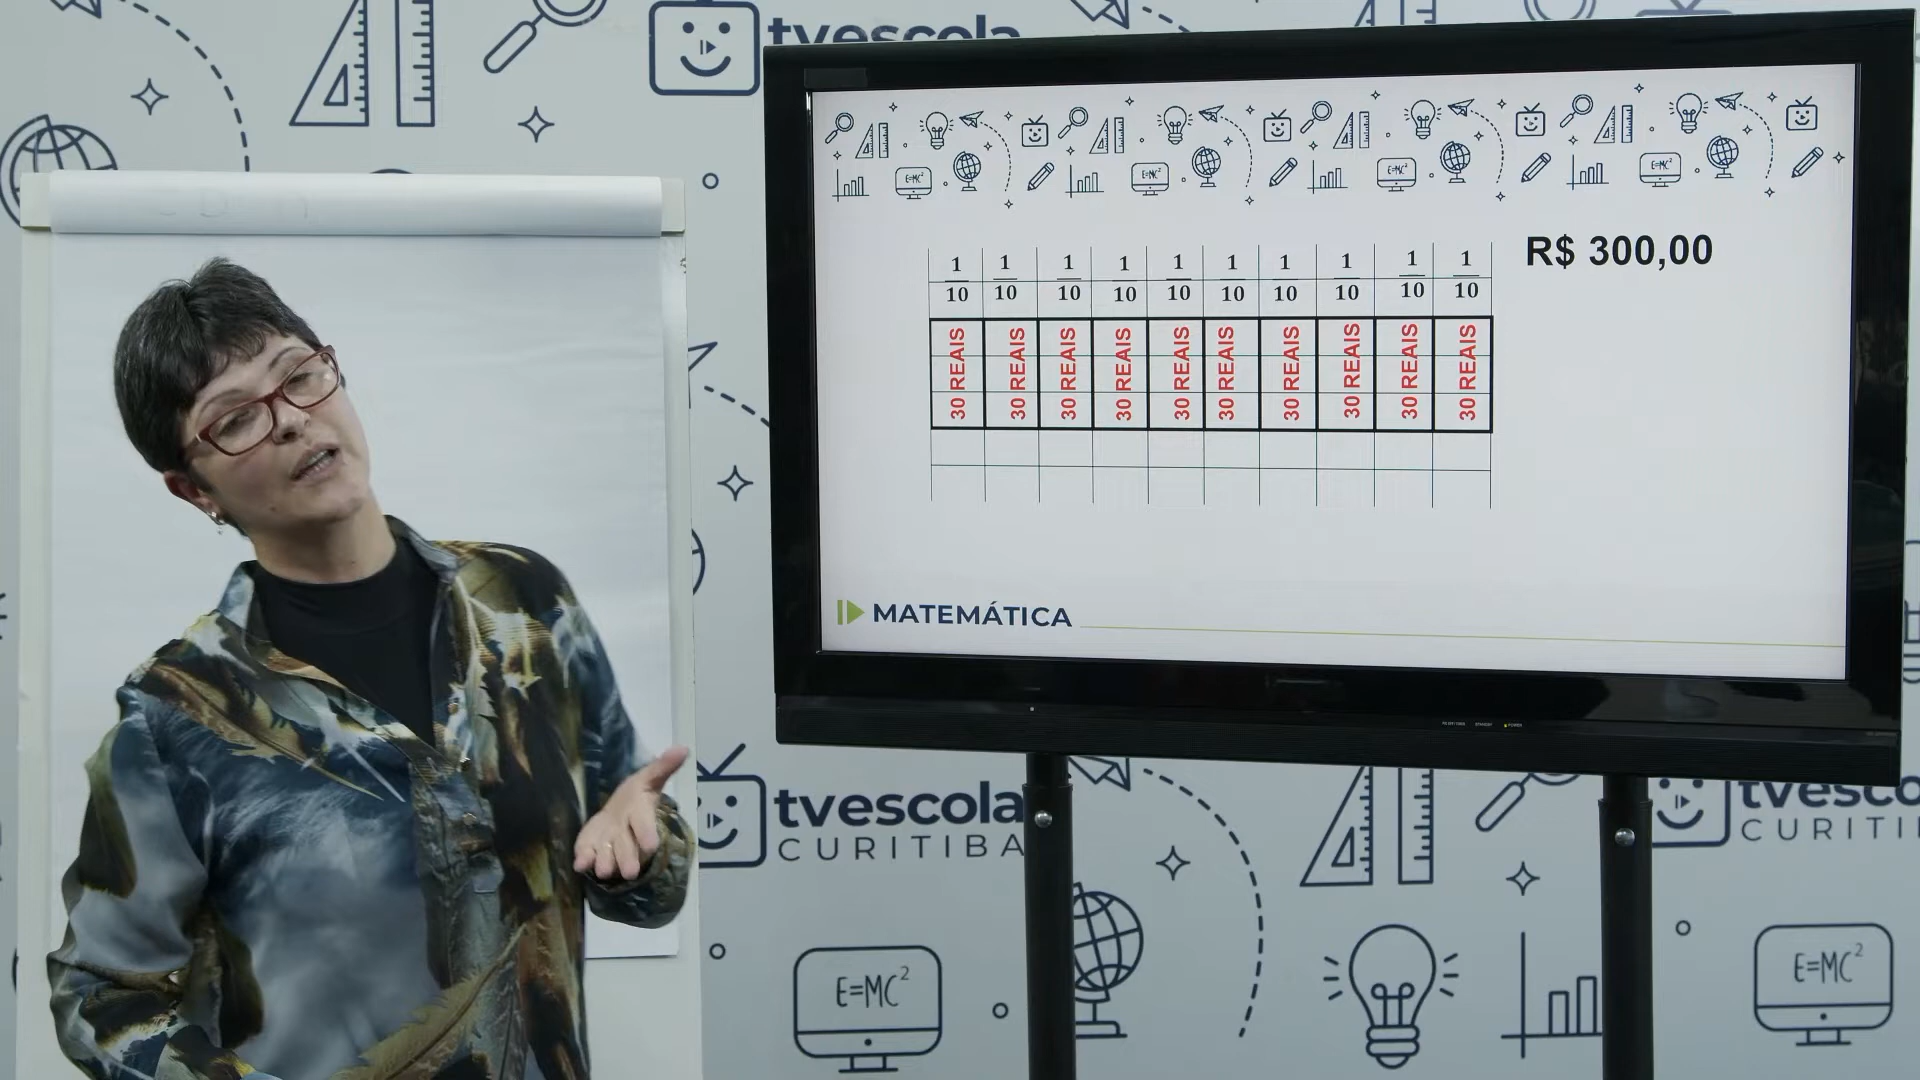 tvescola
R$ 300,00
1/10 1/10 1/10 1/10 1/10 1/10 1/10 1/10 1/10 1/10
30 REAIS 30 REAIS 30 REAIS 30 REAIS 30 REAIS 30 REAIS 30 REAIS 30 REAIS 30 REAIS 30 REAIS
MATEMÁTICA
tvescola
CURITIBA
tvesco
CURITI
E=MC²
E=MC²